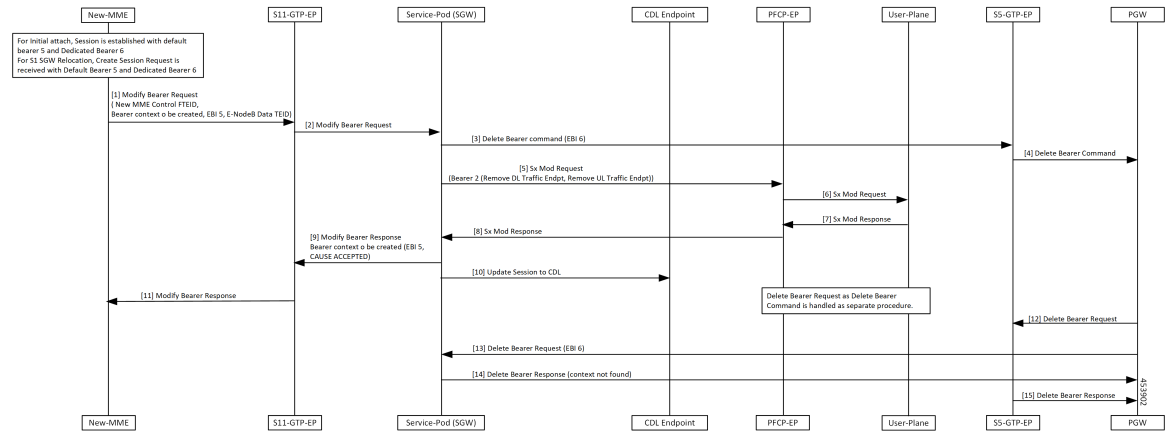 New-MME
S11-GTP-EP
Service-Pod (SGW)
CDL Endpoint
PFCP-EP
User-Plane
S5-GTP-EP
PGW
For Initial attach, Session is established with default
bearer 5 and Dedicated Bearer 6
For S1 SGW Relocation, Create Session Request is
received with Default Bearer 5 and Dedicated Bearer 6
[1] Modify Bearer Request
( New MME Control FTEID,
Bearer context o be created, EBI 5, E-NodeB Data TEID)
[2] Modify Bearer Request
[3] Delete Bearer command (EBI 6)
[4] Delete Bearer Command
[5] Sx Mod Request
(Bearer 2 (Remove DL Traffic Endpt, Remove UL Traffic Endpt))
[6] Sx Mod Request
[7] Sx Mod Response
[8] Sx Mod Response
[9] Modify Bearer Response
Bearer context o be created (EBI 5,
CAUSE ACCEPTED)
[10] Update Session to CDL
[11] Modify Bearer Response
Delete Bearer Request as Delete Bearer
Command is handled as separate procedure.
[12] Delete Bearer Request
[13] Delete Bearer Request (EBI 6)
[14] Delete Bearer Response (context not found)
[15] Delete Bearer Response
453902
New-MME
S11-GTP-EP
Service-Pod (SGW)
CDL Endpoint
PFCP-EP
User-Plane
S5-GTP-EP
PGW